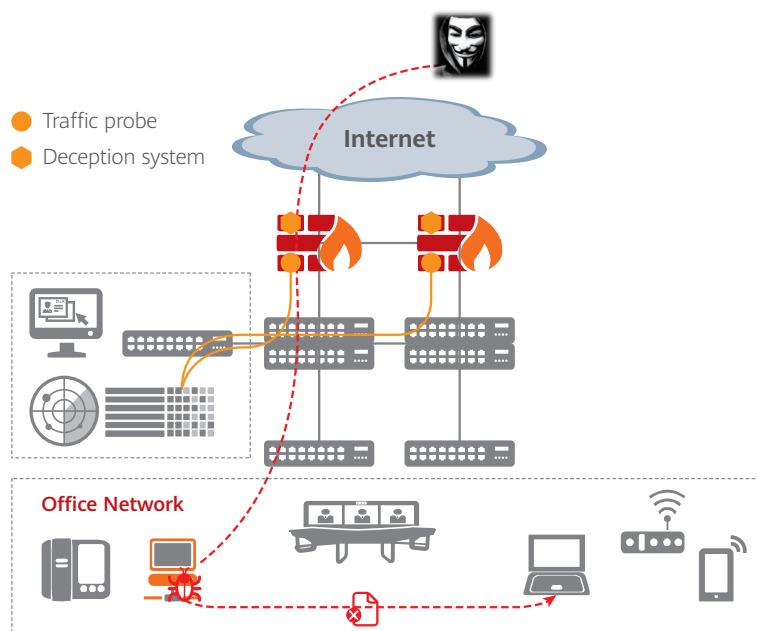 Traffic probe
Deception system
Internet
Office Network